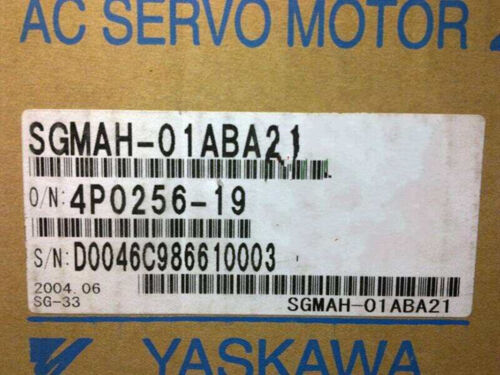 AC SERVO MOTOR
SGMAH-01ABA21
O/N: 4P0256-19
S/N: D0046C986610003
2004.06
SG-33
SGMAH-01ABA21
YASKAWA